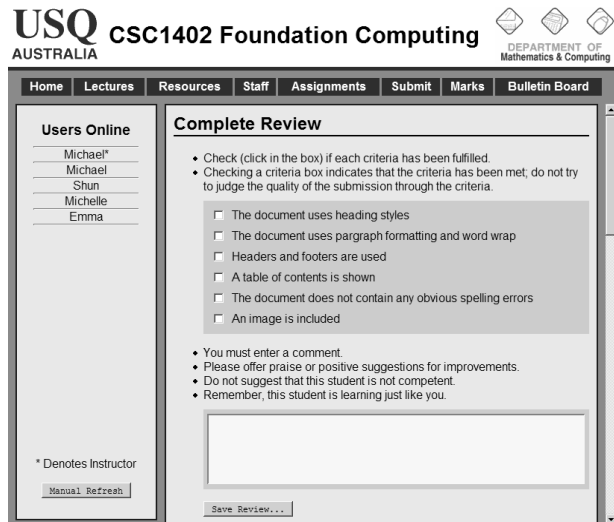 USQ
AUSTRALIA
CSC1402 Foundation Computing
DEPARTMENT OF
Mathematics & Computing
Home Lectures Resources Staff Assignments Submit Marks Bulletin Board
Users Online
Michael*
Michael
Shun
Michelle
Emma
* Denotes Instructor
Manual Refresh
Complete Review
Check (click in the box) if each criteria has been fulfilled.
Checking a criteria box indicates that the criteria has been met; do not try
to judge the quality of the submission through the criteria.
The document uses heading styles
The document uses pargraph formatting and word wrap
Headers and footers are used
A table of contents is shown
The document does not contain any obvious spelling errors
An image is included
You must enter a comment.
Please offer praise or positive suggestions for improvements.
Do not suggest that this student is not competent.
Remember, this student is learning just like you.
Save Review...